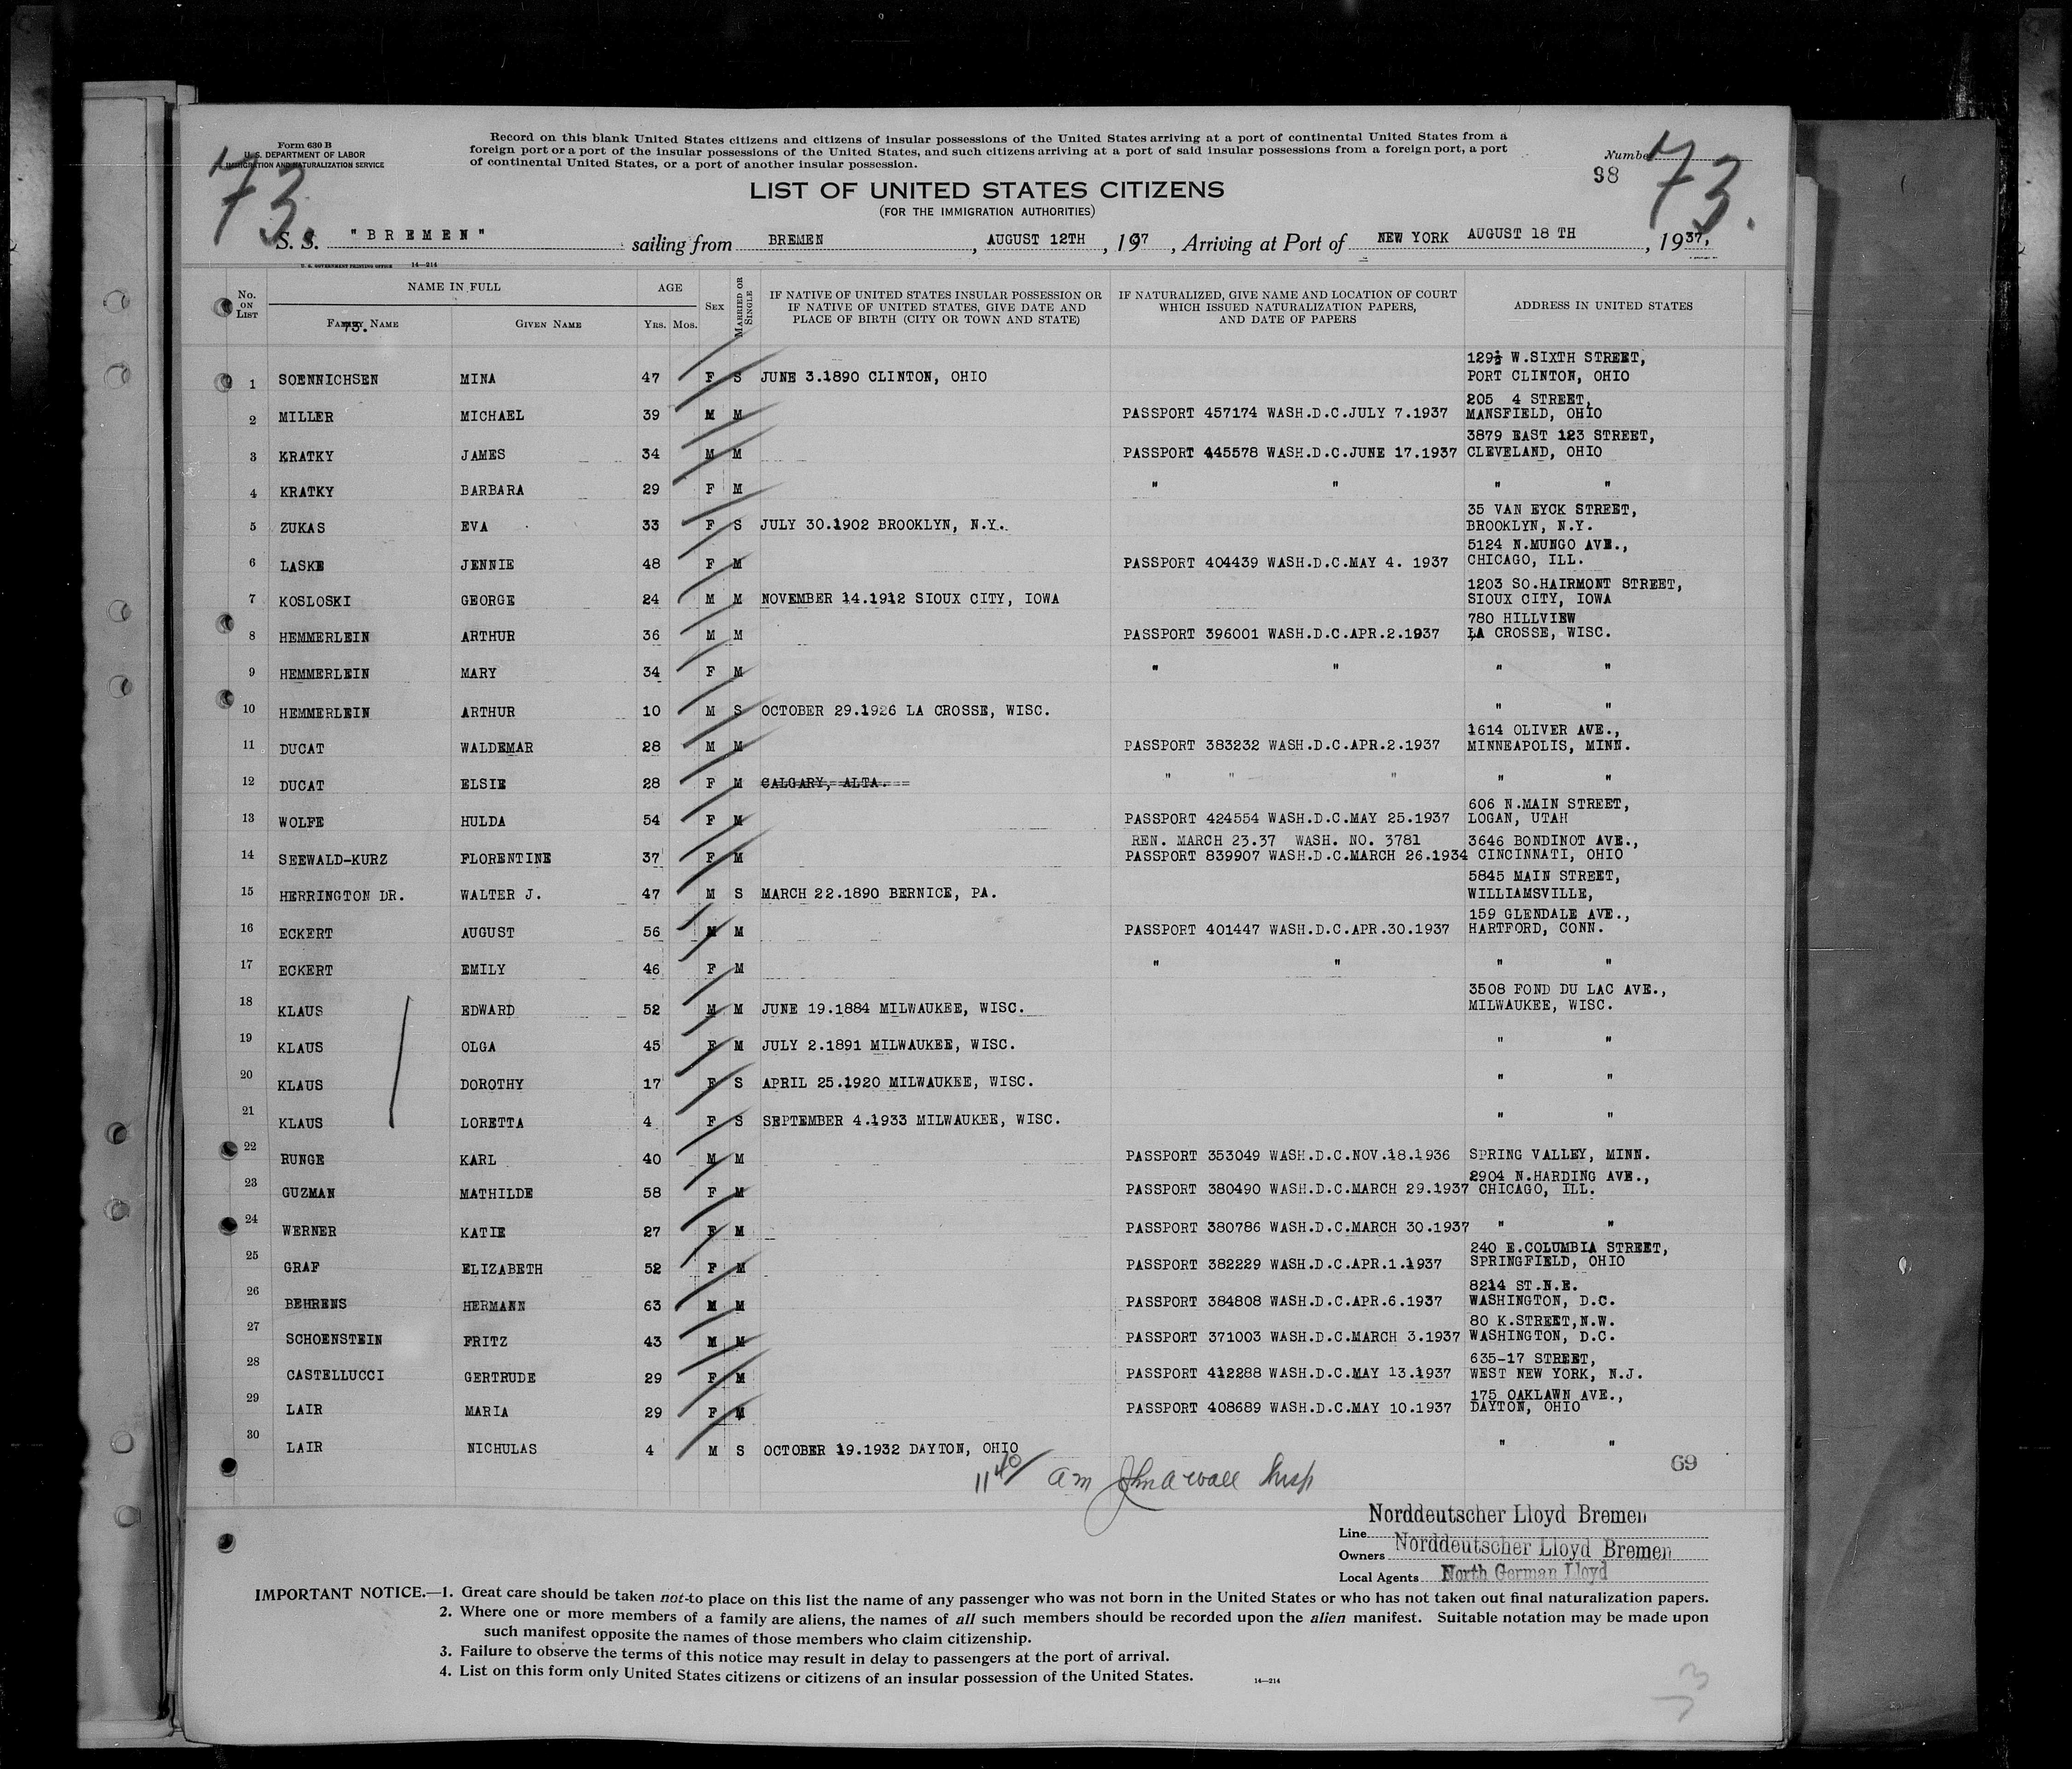 Form 630 B
U. S. DEPARTMENT OF LABOR
IMMIGRATION AND NATURALIZATION SERVICE
Record on this blank United States citizens and citizens of insular possessions of the United States arriving at a port of continental United States from a
foreign port or a port of the insular possessions of the United States, and such citizens arriving at a port of said insular possessions from a foreign port, a port
of continental United States, or a port of another insular possession.
Number
98
73
73.
LIST OF UNITED STATES CITIZENS
(FOR THE IMMIGRATION AUTHORITIES)
S. S. "BREMEN" sailing from BREMEN, AUGUST 12TH, 1937, Arriving at Port of NEW YORK AUGUST 18 TH, 1937,
U. S. GOVERNMENT PRINTING OFFICE 14—214
No. ON LIST
NAME IN FULL
FAMILY NAME
73.
GIVEN NAME
AGE
YRS. MOS.
SEX
MARRIED OR SINGLE
IF NATIVE OF UNITED STATES INSULAR POSSESSION OR
IF NATIVE OF UNITED STATES, GIVE DATE AND
PLACE OF BIRTH (CITY OR TOWN AND STATE)
IF NATURALIZED, GIVE NAME AND LOCATION OF COURT
WHICH ISSUED NATURALIZATION PAPERS,
AND DATE OF PAPERS
ADDRESS IN UNITED STATES
129½ W.SIXTH STREET,
1 SOENNICHSEN MINA 47 F S JUNE 3.1890 CLINTON, OHIO PORT CLINTON, OHIO
205 4 STREET,
2 MILLER MICHAEL 39 M M PASSPORT 457174 WASH.D.C.JULY 7.1937 MANSFIELD, OHIO
3879 EAST 123 STREET,
3 KRATKY JAMES 34 M M PASSPORT 445578 WASH.D.C.JUNE 17.1937 CLEVELAND, OHIO
4 KRATKY BARBARA 29 F M " " " "
35 VAN EYCK STREET,
5 ZUKAS EVA 33 F S JULY 30.1902 BROOKLYN, N.Y. BROOKLYN, N.Y.
5124 N.MUNGO AVE.,
6 LASKE JENNIE 48 F M PASSPORT 404439 WASH.D.C.MAY 4. 1937 CHICAGO, ILL.
1203 SO.HAIRMONT STREET,
7 KOSLOSKI GEORGE 24 M M NOVEMBER 14.1912 SIOUX CITY, IOWA SIOUX CITY, IOWA
780 HILLVIEW
8 HEMMERLEIN ARTHUR 36 M M PASSPORT 396001 WASH.D.C.APR.2.1937 LA CROSSE, WISC.
9 HEMMERLEIN MARY 34 F M " " " "
10 HEMMERLEIN ARTHUR 10 M S OCTOBER 29.1926 LA CROSSE, WISC. " "
1614 OLIVER AVE.,
11 DUCAT WALDEMAR 28 M M PASSPORT 383232 WASH.D.C.APR.2.1937 MINNEAPOLIS, MINN.
12 DUCAT ELSIE 28 F M CALGARY, ALTA. " " " " "
606 N.MAIN STREET,
13 WOLFE HULDA 54 F M PASSPORT 424554 WASH.D.C.MAY 25.1937 LOGAN, UTAH
REN. MARCH 23.37 WASH. NO. 3781 3646 BONDINOT AVE.,
14 SEEWALD-KURZ FLORENTINE 37 F M PASSPORT 839907 WASH.D.C.MARCH 26.1934 CINCINNATI, OHIO
5845 MAIN STREET,
15 HERRINGTON DR. WALTER J. 47 M S MARCH 22.1890 BERNICE, PA. WILLIAMSVILLE,
159 GLENDALE AVE.,
16 ECKERT AUGUST 56 M M PASSPORT 401447 WASH.D.C.APR.30.1937 HARTFORD, CONN.
17 ECKERT EMILY 46 F M " " " "
3508 FOND DU LAC AVE.,
18 KLAUS EDWARD 52 M M JUNE 19.1884 MILWAUKEE, WISC. MILWAUKEE, WISC.
19 KLAUS OLGA 45 F M JULY 2.1891 MILWAUKEE, WISC. " "
20 KLAUS DOROTHY 17 F S APRIL 25.1920 MILWAUKEE, WISC. " "
21 KLAUS LORETTA 4 F S SEPTEMBER 4.1933 MILWAUKEE, WISC. " "
22 RUNGE KARL 40 M M PASSPORT 353049 WASH.D.C.NOV.18.1936 SPRING VALLEY, MINN.
2904 N.HARDING AVE.,
23 GUZMAN MATHILDE 58 F M PASSPORT 380490 WASH.D.C.MARCH 29.1937 CHICAGO, ILL.
24 WERNER KATIE 27 F M PASSPORT 380786 WASH.D.C.MARCH 30.1937 " "
240 E.COLUMBIA STREET,
25 GRAF ELIZABETH 52 F M PASSPORT 382229 WASH.D.C.APR.1.1937 SPRINGFIELD, OHIO
8214 ST.N.E.
26 BEHRENS HERMANN 63 M M PASSPORT 384808 WASH.D.C.APR.6.1937 WASHINGTON, D.C.
80 K.STREET,N.W.
27 SCHOENSTEIN FRITZ 43 M M PASSPORT 371003 WASH.D.C.MARCH 3.1937 WASHINGTON, D.C.
635-17 STREET,
28 CASTELLUCCI GERTRUDE 29 F M PASSPORT 412288 WASH.D.C.MAY 13.1937 WEST NEW YORK, N.J.
175 OAKLAWN AVE.,
29 LAIR MARIA 29 F M PASSPORT 408689 WASH.D.C.MAY 10.1937 DAYTON, OHIO
30 LAIR NICHULAS 4 M S OCTOBER 19.1932 DAYTON, OHIO " "
69
11 40/ am John A Wall Insp
Line Norddeutscher Lloyd Bremen
Owners Norddeutscher Lloyd Bremen
Local Agents North German Lloyd
IMPORTANT NOTICE.—1. Great care should be taken not to place on this list the name of any passenger who was not born in the United States or who has not taken out final naturalization papers.
2. Where one or more members of a family are aliens, the names of all such members should be recorded upon the alien manifest. Suitable notation may be made upon
such manifest opposite the names of those members who claim citizenship.
3. Failure to observe the terms of this notice may result in delay to passengers at the port of arrival.
4. List on this form only United States citizens or citizens of an insular possession of the United States.
14—214